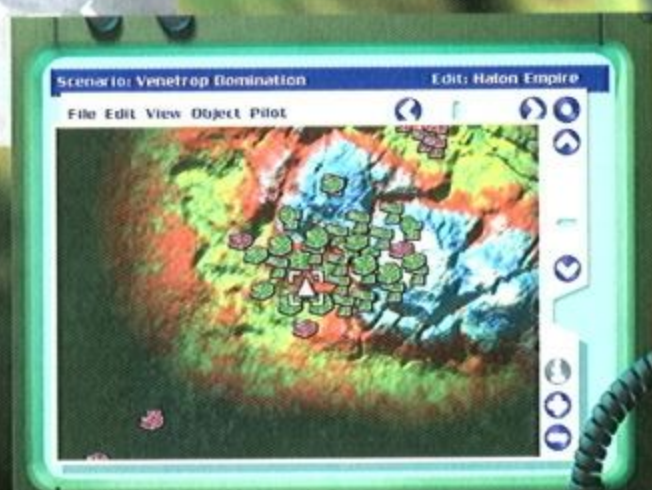 Scenario: Venetrop Domination
Edit: Halon Empire
File Edit View Object Pilot